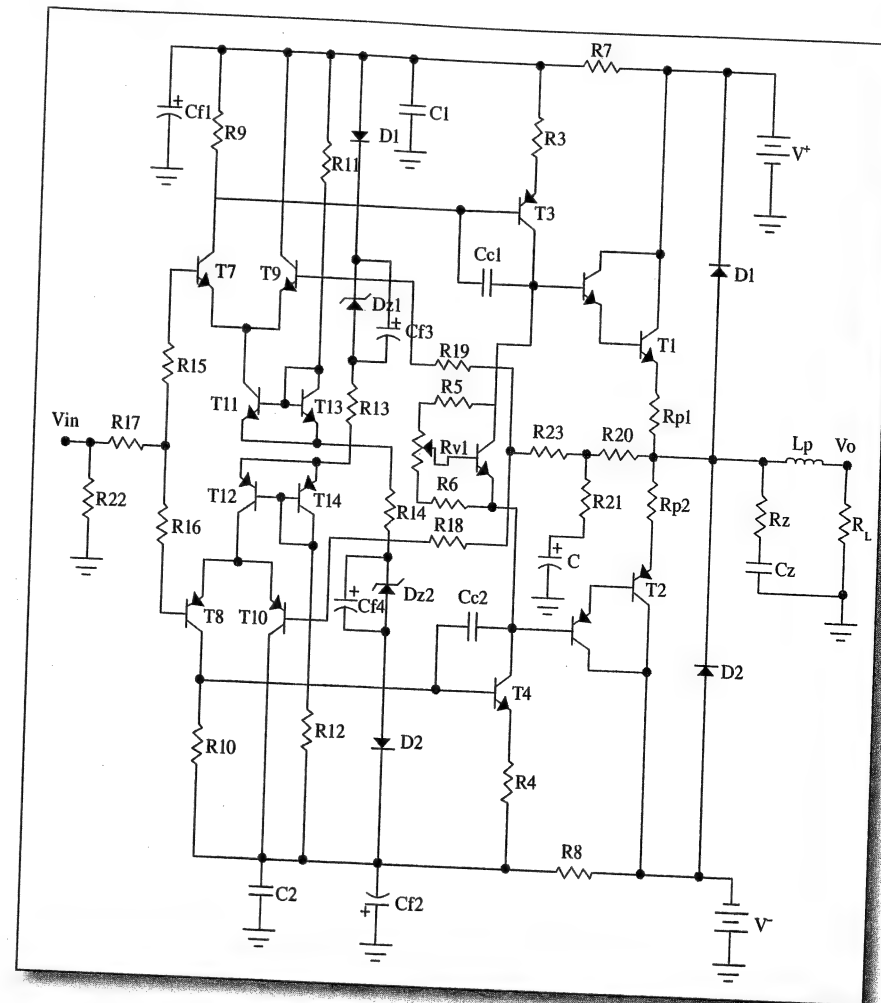 R7
Cf1
R9
C1
D1
R3
V+
R11
T3
T7
T9
Cc1
D1
Dz1
Cf3
T1
R15
R19
R5
R13
T11
T13
Rp1
Vin
R17
Rv1
R23
R20
Lp
Vo
T12
T14
R6
R22
R16
R14
R18
R21
Rp2
Rz
RL
C
Cz
T2
Dz2
Cf4
Cc2
T8
T10
T4
D2
R10
R12
D2
R4
R8
C2
Cf2
V-